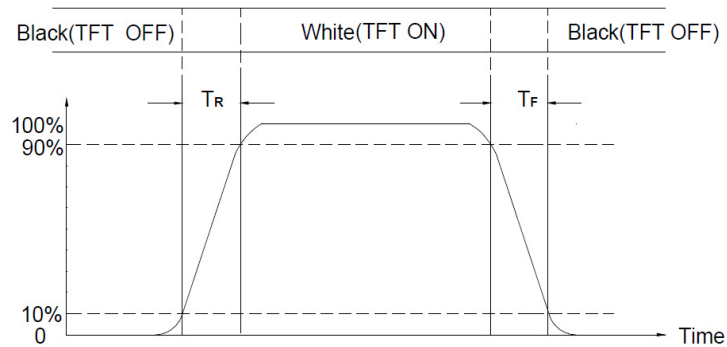 Black(TFT OFF) White(TFT ON) Black(TFT OFF)
TR TF
100%
90%
10%
0
Time